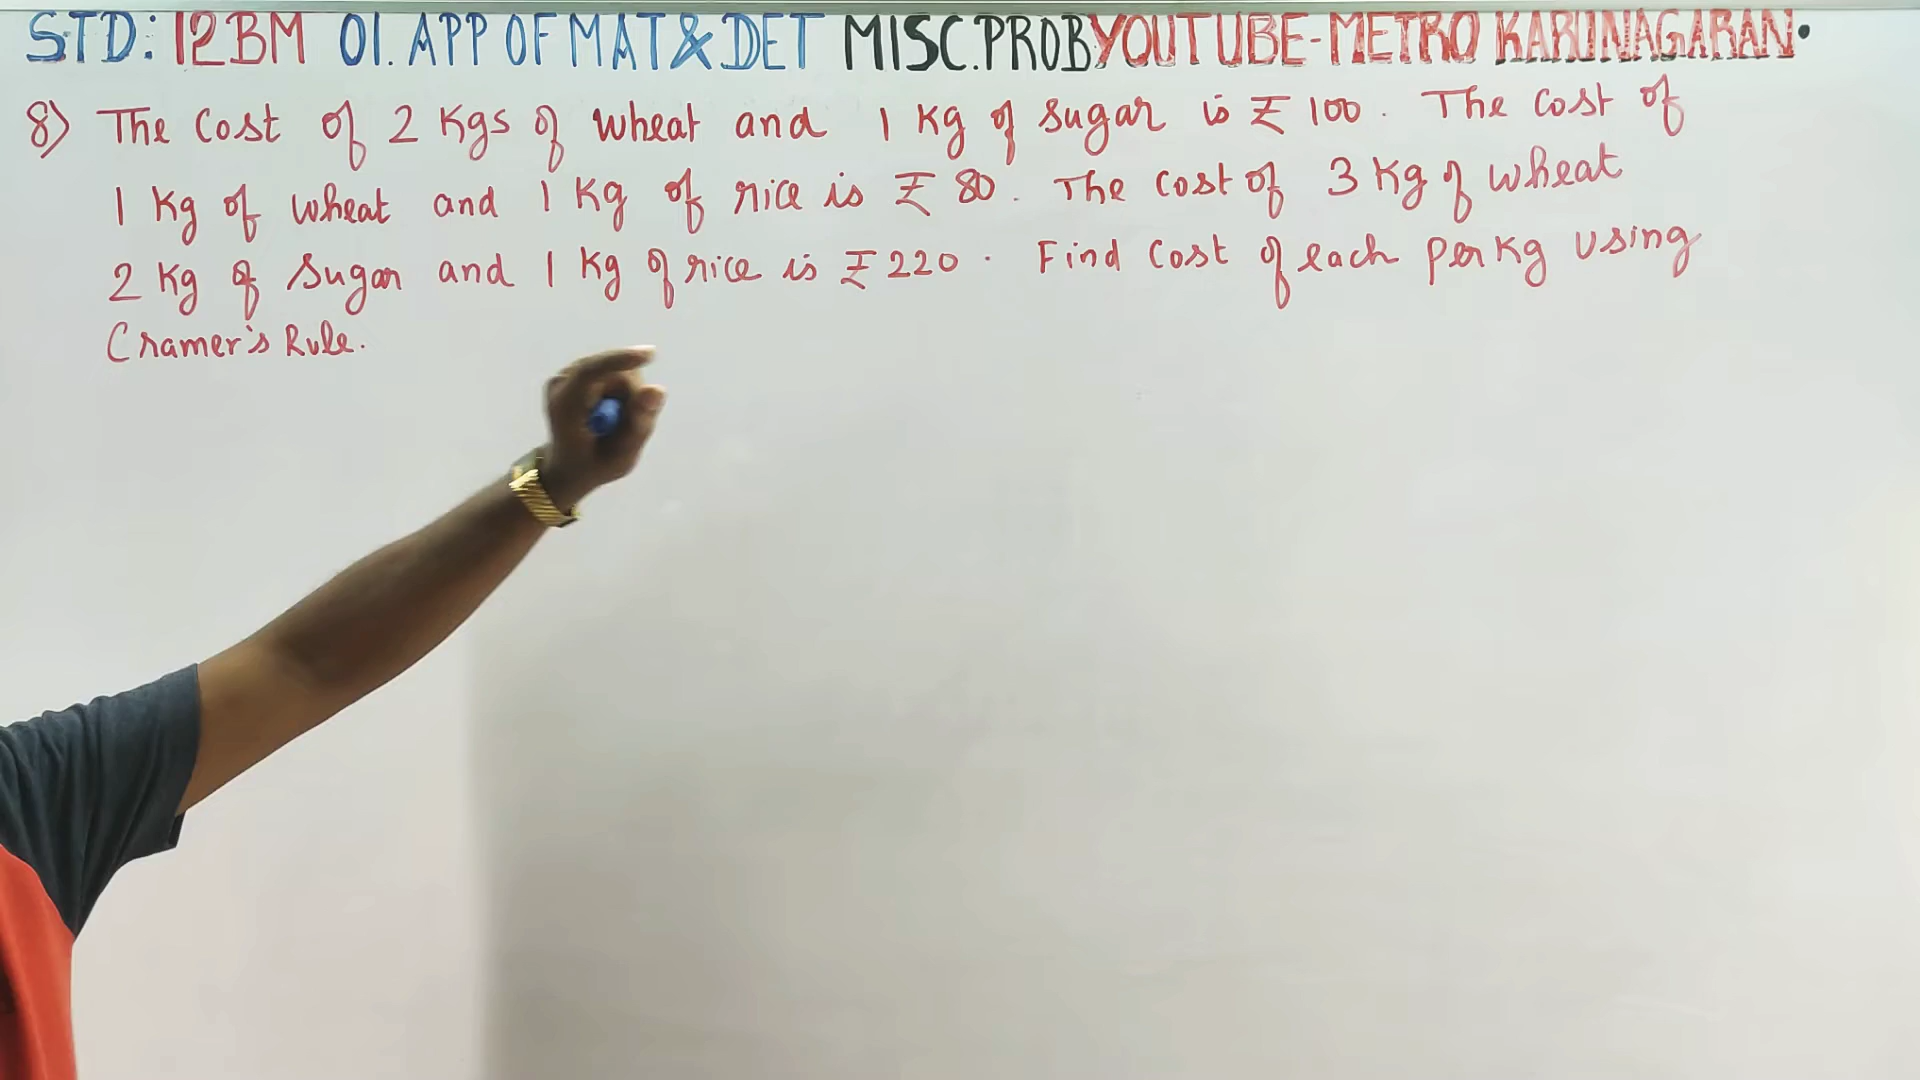 STD: 12BM 01. APP OF MAT & DET MISC. PROB YOUTUBE-METRO KARUNAGARAN.
8) The Cost of 2 Kgs of wheat and 1 Kg of Sugar is ₹ 100. The Cost of
1 Kg of wheat and 1 Kg of rice is ₹ 80. The Cost of 3 Kg of wheat
2 Kg of Sugar and 1 Kg of rice is ₹ 220. Find Cost of each Per Kg Using
Cramer's Rule.